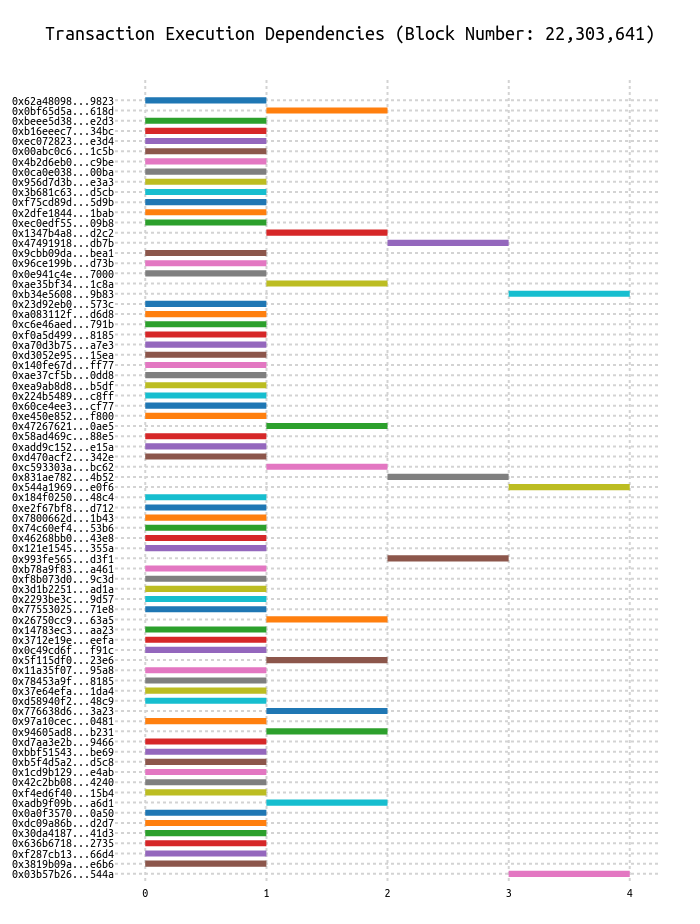 Transaction Execution Dependencies (Block Number: 22,303,641)
0x62a48098...9823
0x0bf65d5a...618d
0xbeee5d38...e2d3
0xb16eeec7...34bc
0xec072823...e3d4
0x00abc0c6...1c5b
0x4b2d6eb0...c9be
0x0ca0e038...00ba
0x956d7d3b...e3a3
0x3b681c63...d5cb
0xf75cd89d...5d9b
0x2dfe1844...1bab
0xec0edf55...09b8
0x1347b4a8...d2c2
0x47491918...db7b
0x9cbb09da...bea1
0x96ce199b...d73b
0x0e941c4e...7000
0xae35bf34...1c8a
0xb34e5608...9b83
0x23d92eb0...573c
0xa083112f...d6d8
0xc6e46aed...791b
0xf0a5d499...8185
0xa70d3b75...a7e3
0xd3052e95...15ea
0x140fe67d...ff77
0xae37cf5b...0dd8
0xea9ab8d8...b5df
0x224b5489...c8ff
0x60ce4ee3...cf77
0xe450e852...f800
0x47267621...0ae5
0x58ad469c...88e5
0xadd9c152...e15a
0xd470acf2...342e
0xc593303a...bc62
0x831ae782...4b52
0x544a1969...e0f6
0x184f0250...48c4
0xe2f67bf8...d712
0x7800662d...1b43
0x74c60ef4...53b6
0x46268bb0...43e8
0x121e1545...355a
0x993fe565...d3f1
0xb78a9f83...a461
0xf8b073d0...9c3d
0x3d1b2251...ad1a
0x2293be3c...9d57
0x77553025...71e8
0x26750cc9...63a5
0x14783ec3...aa23
0x3712e19e...eefa
0x0c49cd6f...f91c
0x5f115df0...23e6
0x11a35f07...95a8
0x78453a9f...8185
0x37e64efa...1da4
0xd58940f2...48c9
0x776638d6...3a23
0x97a10cec...0481
0x94605ad8...b231
0xd7aa3e2b...9466
0xbbf51543...be69
0xb5f4d5a2...d5c8
0x1cd9b129...e4ab
0x42c2bb08...4240
0xf4ed6f40...15b4
0xadb9f09b...a6d1
0x0a0f3570...0a50
0xdc09a86b...d2d7
0x30da4187...41d3
0x636b6718...2735
0xf287cb13...66d4
0x3819b09a...e6b6
0x03b57b26...544a
0 1 2 3 4